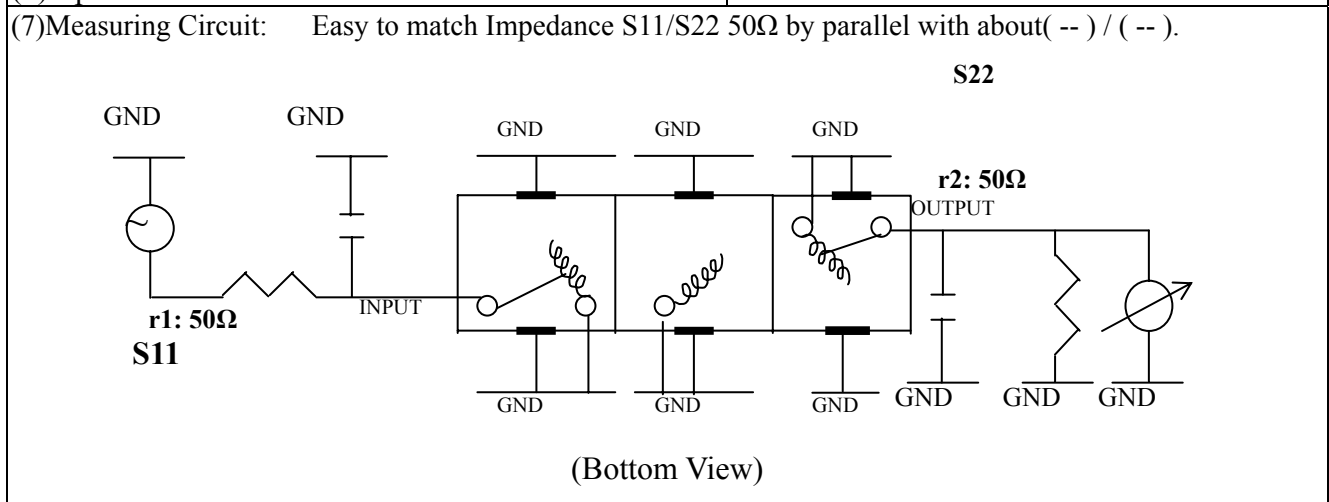 (7)Measuring Circuit: Easy to match Impedance S11/S22 50Ω by parallel with about( -- ) / ( -- ).
S22
GND GND GND GND GND
r2: 50Ω
OUTPUT
INPUT
r1: 50Ω
S11
GND GND GND GND GND GND
(Bottom View)